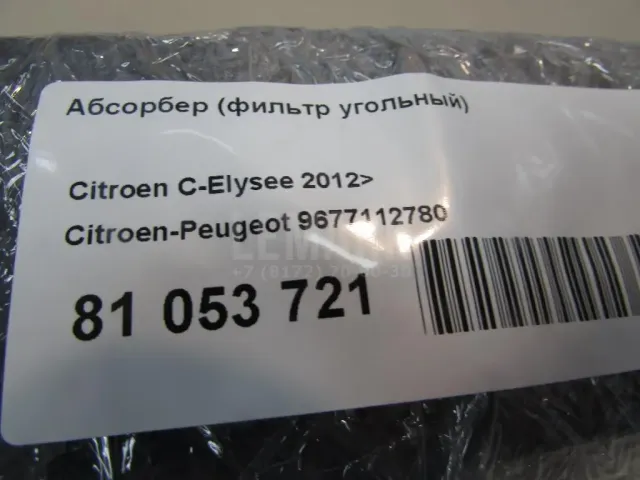 Абсорбер (фильтр угольный)
Citroen C-Elysee 2012>
Citroen-Peugeot 9677112780
81 053 721